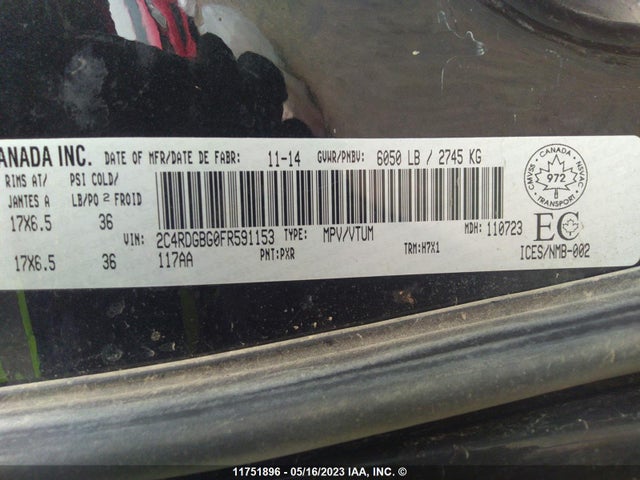 CANADA INC. DATE OF MFR/DATE DE FABR: 11-14 GVWR/PNBV: 6050 LB / 2745 KG
RIMS AT/ PSI COLD/
JANTES A LB/PO 2 FROID
17X6.5 36
VIN: 2C4RDGBG0FR591153 TYPE: MPV/VTUM MDH: 110723
17X6.5 36 117AA PNT: PXR TRM: H7X1 ICES/NMB-002
CANADA
CMVSS NSVAC
972
TRANSPORT
EC
11751896 - 05/16/2023 IAA, INC. ©